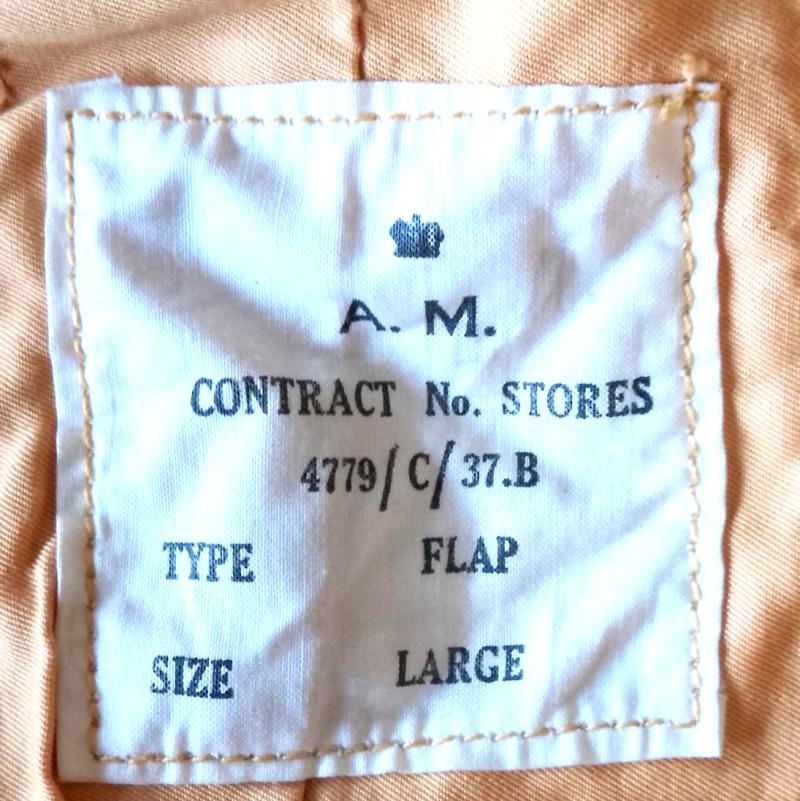 A. M.
CONTRACT No. STORES
4779/C/37.B
TYPE FLAP
SIZE LARGE